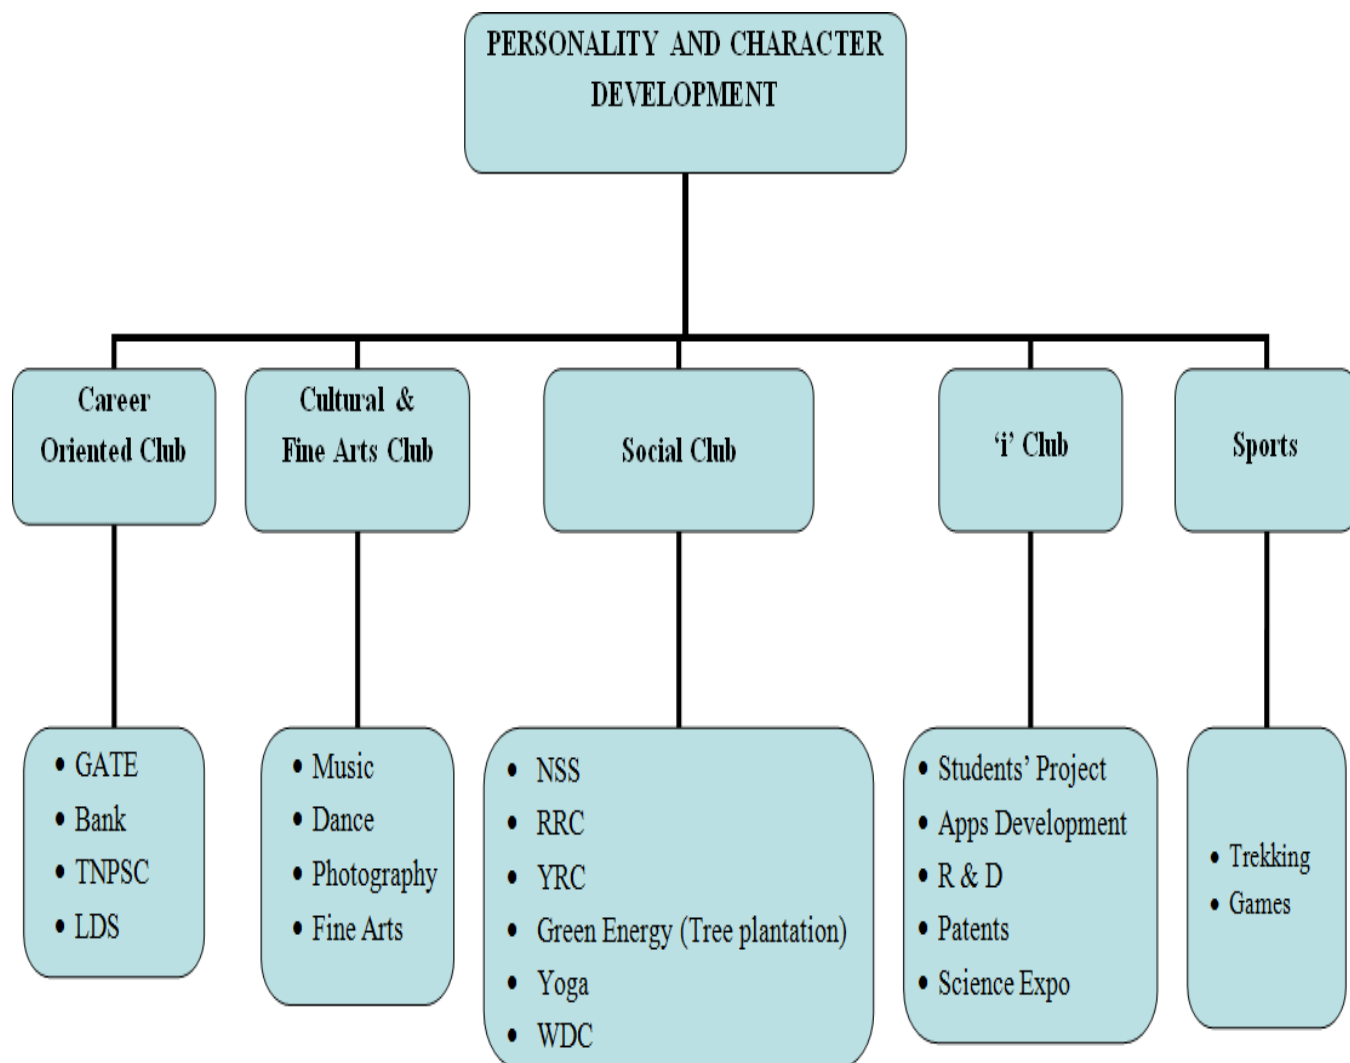 PERSONALITY AND CHARACTER
DEVELOPMENT
Career
Oriented Club
Cultural &
Fine Arts Club
Social Club
‘i’ Club
Sports
• GATE
• Bank
• TNPSC
• LDS
• Music
• Dance
• Photography
• Fine Arts
• NSS
• RRC
• YRC
• Green Energy (Tree plantation)
• Yoga
• WDC
• Students’ Project
• Apps Development
• R & D
• Patents
• Science Expo
• Trekking
• Games